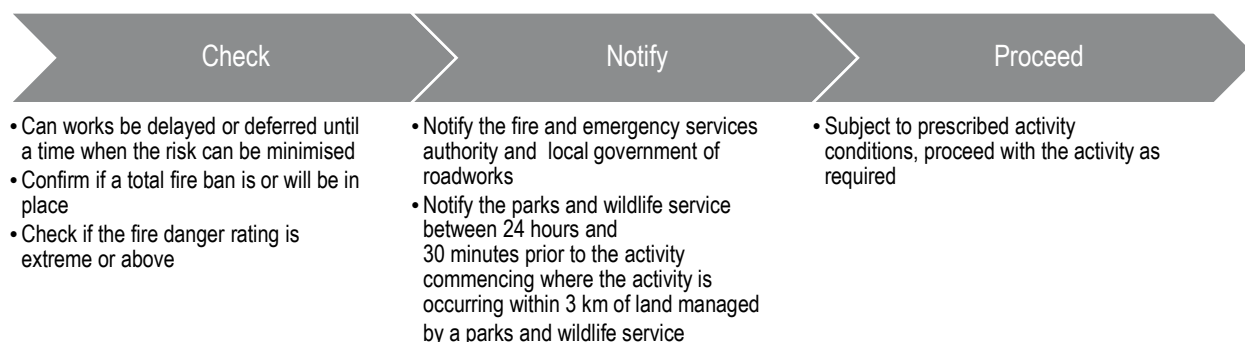 Check
Notify
Proceed
• Can works be delayed or deferred until
a time when the risk can be minimised
• Confirm if a total fire ban is or will be in
place
• Check if the fire danger rating is
extreme or above
• Notify the fire and emergency services
authority and local government of
roadworks
• Notify the parks and wildlife service
between 24 hours and
30 minutes prior to the activity
commencing where the activity is
occurring within 3 km of land managed
by a parks and wildlife service
• Subject to prescribed activity
conditions, proceed with the activity as
required